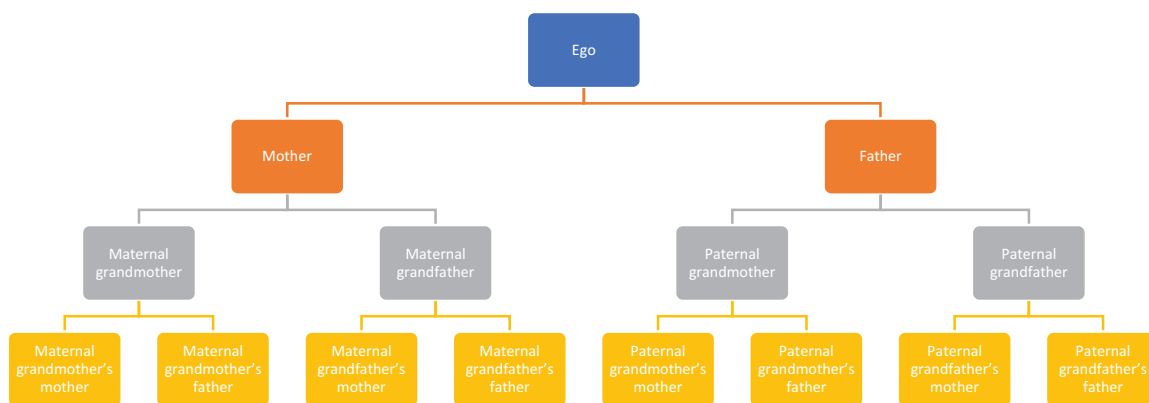 Ego
Mother
Father
Maternal
grandmother
Maternal
grandfather
Paternal
grandmother
Paternal
grandfather
Maternal
grandmother's
mother
Maternal
grandmother's
father
Maternal
grandfather's
mother
Maternal
grandfather's
father
Paternal
grandmother's
mother
Paternal
grandmother's
father
Paternal
grandfather's
mother
Paternal
grandfather's
father